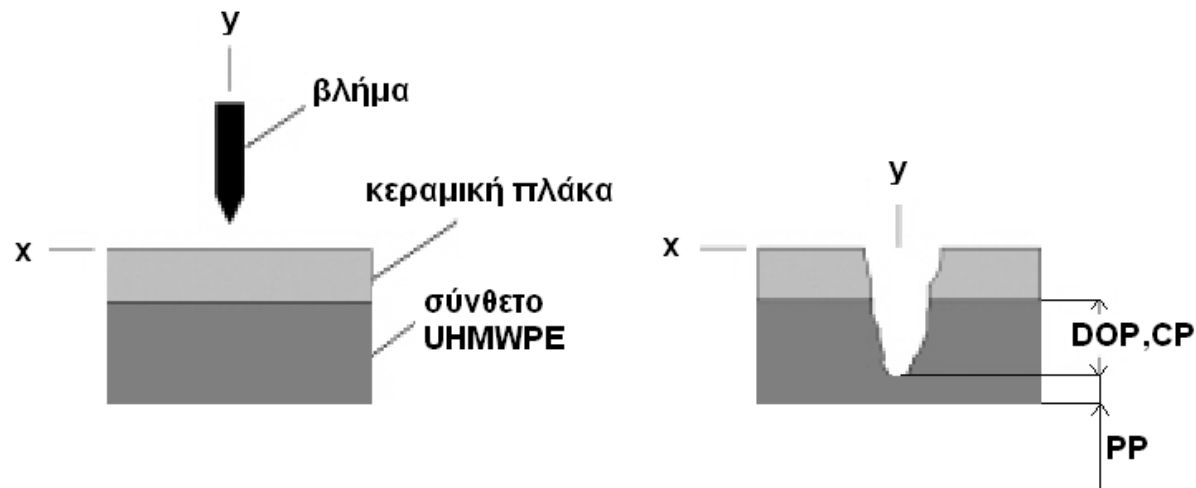 y
βλήμα
κεραμική πλάκα
x
σύνθετο
UHMWPE
y
x
DOP,CP
PP